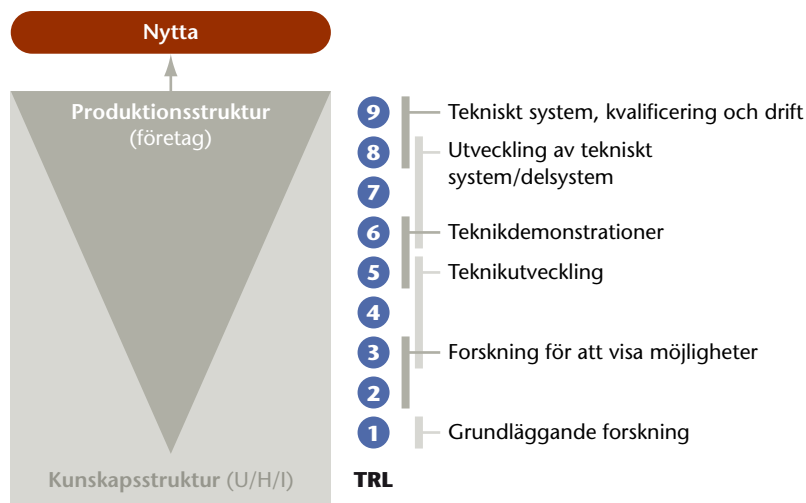 Nytta
Produktionsstruktur
(företag)
9 Tekniskt system, kvalificering och drift
8 Utveckling av tekniskt
system/delsystem
7
6 Teknikdemonstrationer
5 Teknikutveckling
4
3 Forskning för att visa möjligheter
2
1 Grundläggande forskning
Kunskapsstruktur (U/H/I) TRL